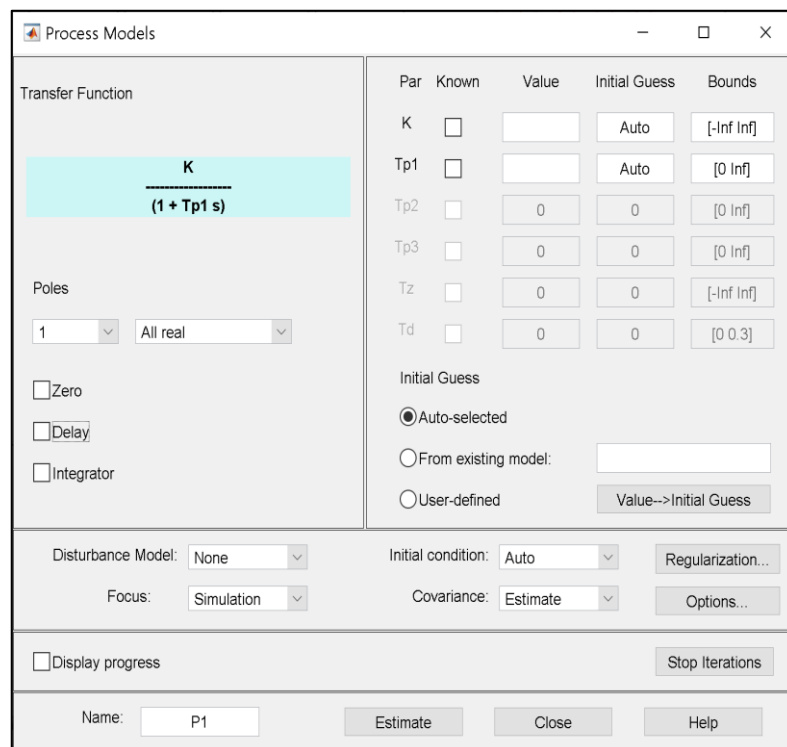 Process Models
Transfer Function
K
-------------------
(1 + Tp1 s)
Poles
1 All real
Zero
Delay
Integrator
Par Known Value Initial Guess Bounds
K Auto [-Inf Inf]
Tp1 Auto [0 Inf]
Tp2 0 0 [0 Inf]
Tp3 0 0 [0 Inf]
Tz 0 0 [-Inf Inf]
Td 0 0 [0 0.3]
Initial Guess
Auto-selected
From existing model:
User-defined Value-->Initial Guess
Disturbance Model: None Initial condition: Auto Regularization...
Focus: Simulation Covariance: Estimate Options...
Display progress Stop Iterations
Name: P1 Estimate Close Help